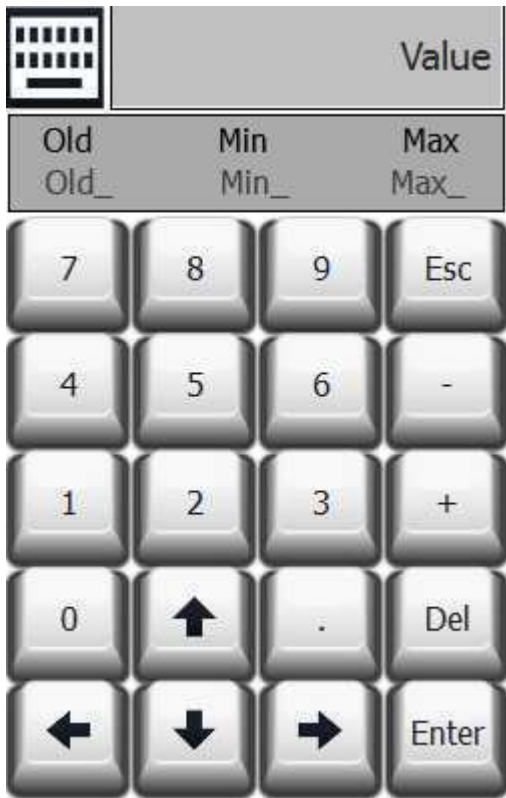 Value
Old Min Max
Old_ Min_ Max_
7 8 9 Esc
4 5 6 -
1 2 3 +
0 . Del
Enter